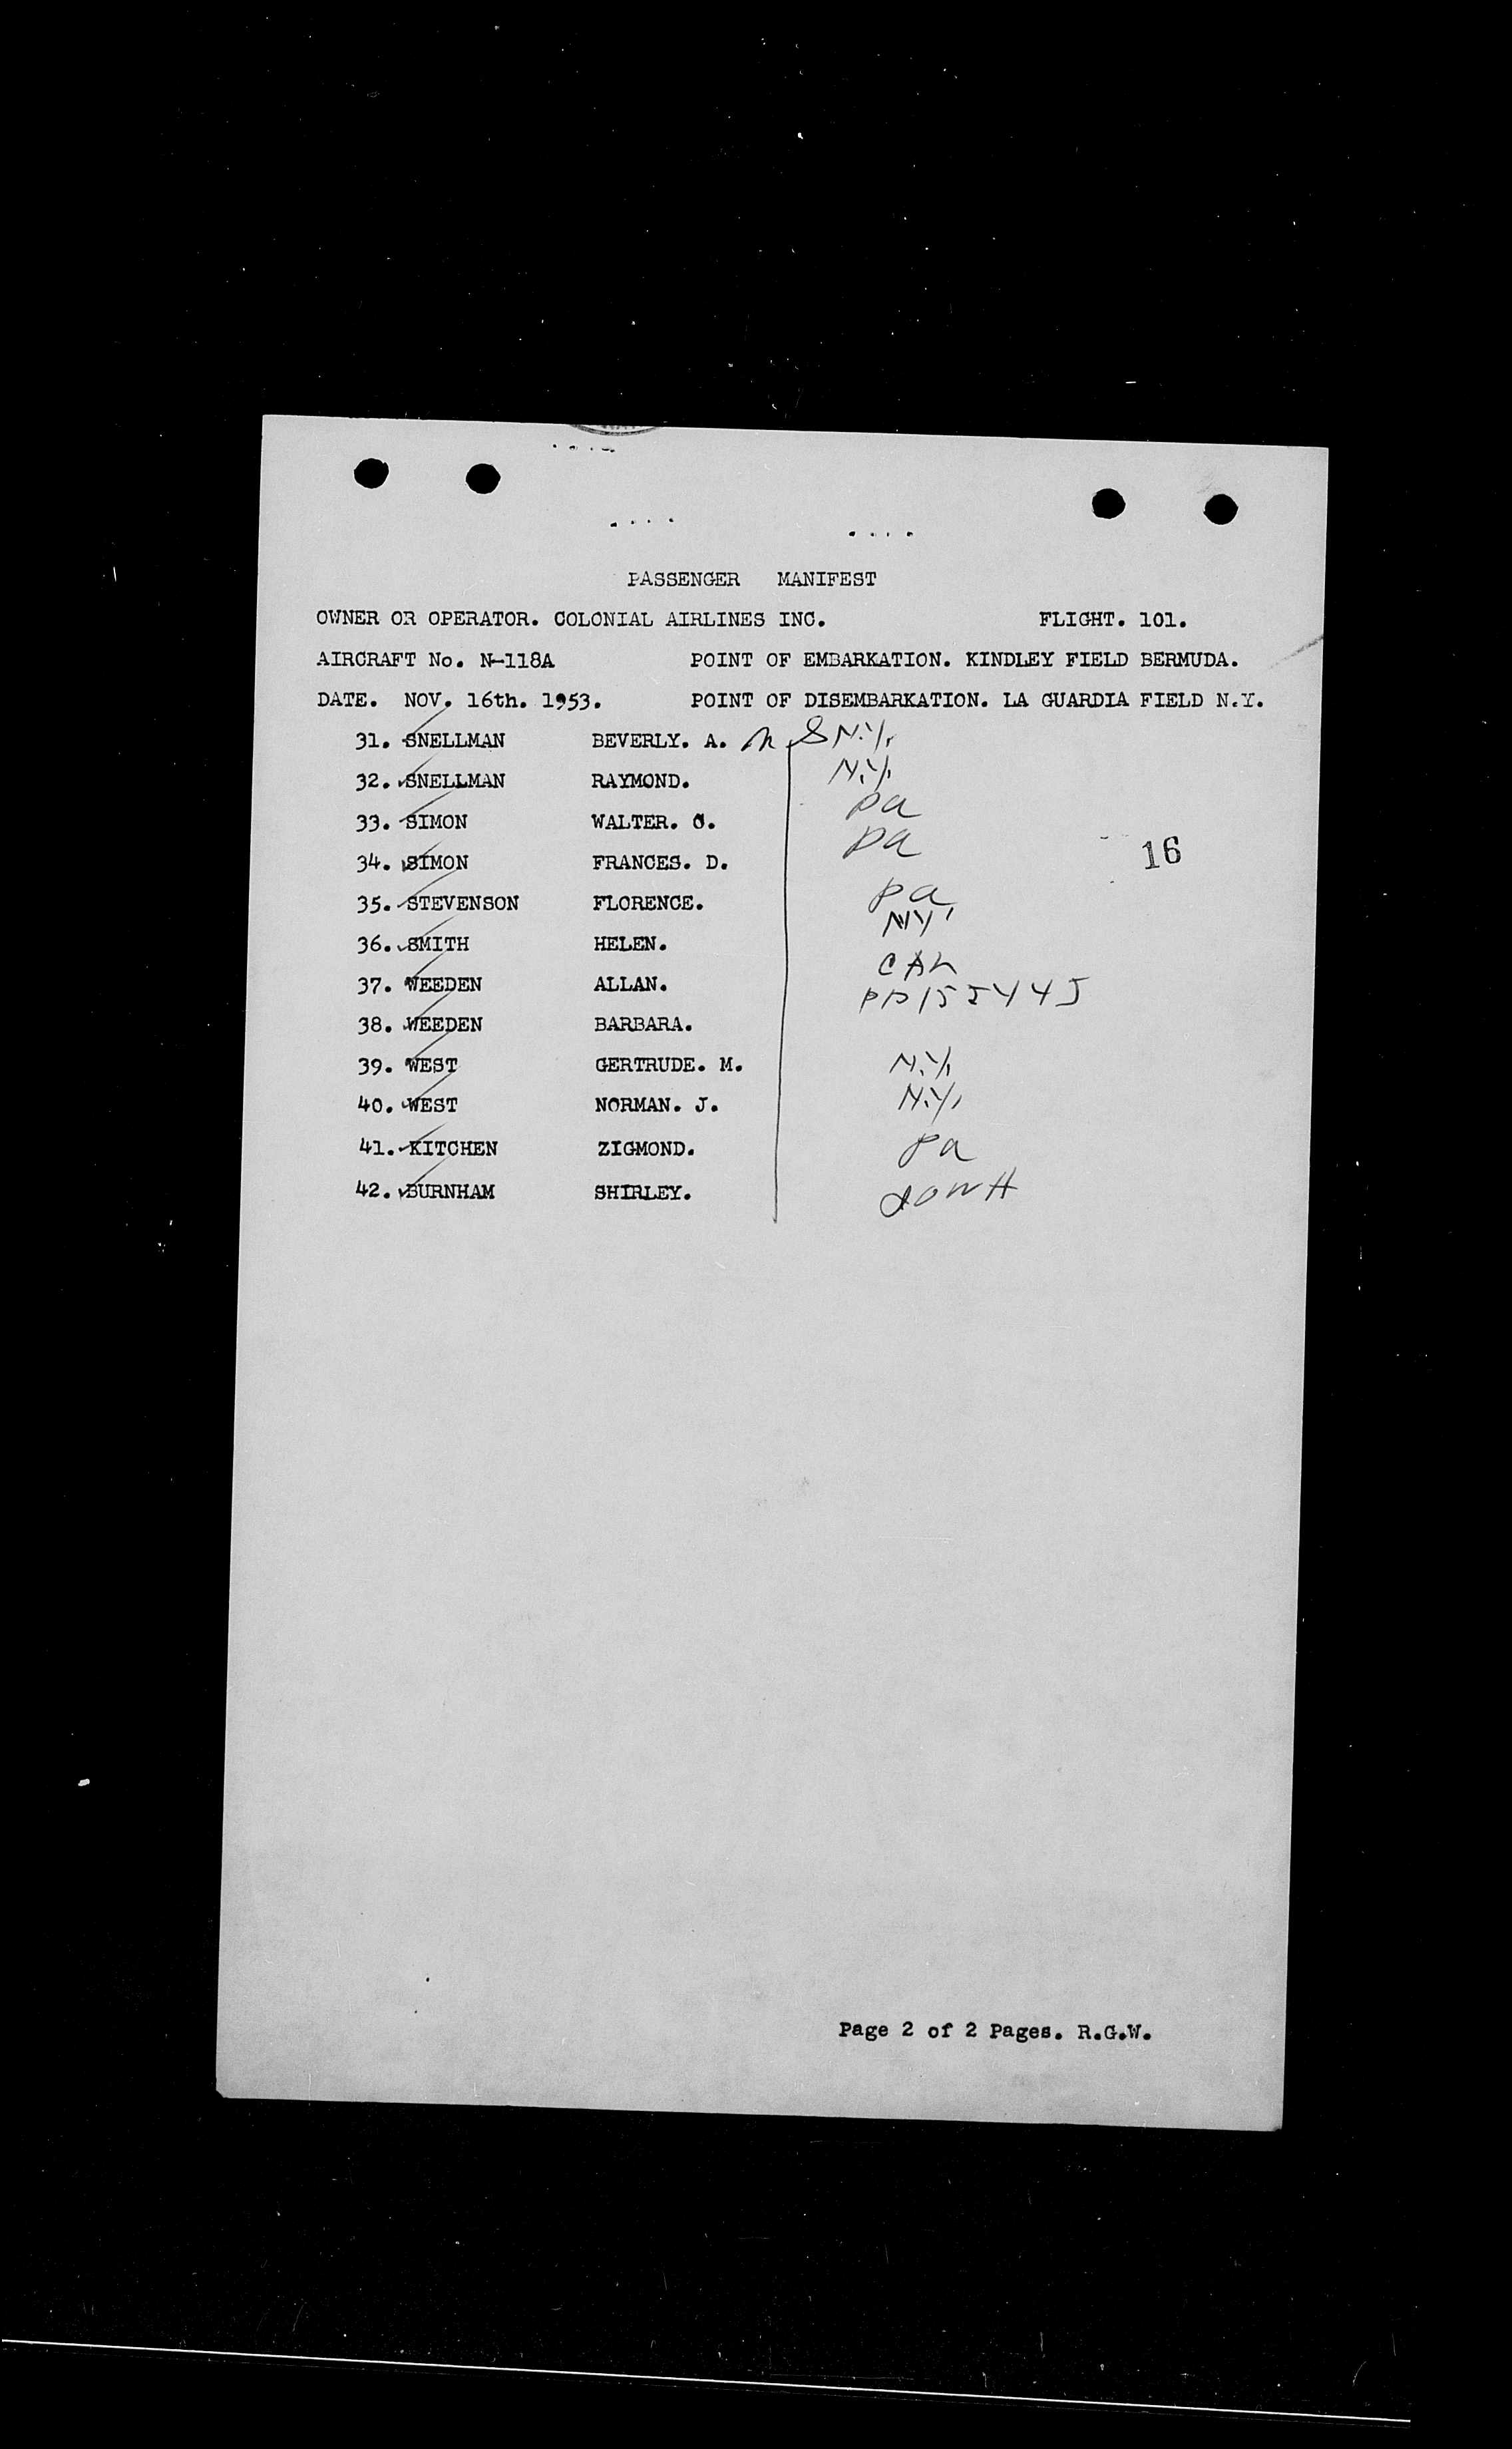 PASSENGER MANIFEST
OWNER OR OPERATOR. COLONIAL AIRLINES INC. FLIGHT. 101.
AIRCRAFT No. N-118A POINT OF EMBARKATION. KINDLEY FIELD BERMUDA.
DATE. NOV. 16th. 1953. POINT OF DISEMBARKATION. LA GUARDIA FIELD N.Y.
31. SNELLMAN BEVERLY. A. N.Y.
32. SNELLMAN RAYMOND. N.Y.
33. SIMON WALTER. C. Pa
34. SIMON FRANCES. D. Pa
16
35. STEVENSON FLORENCE. Pa
36. SMITH HELEN. NY
37. WEEDEN ALLAN. CAL
38. WEEDEN BARBARA.
39. WEST GERTRUDE. M. N.Y.
40. WEST NORMAN. J. N.Y.
41. KITCHEN ZIGMOND. Pa
42. BURNHAM SHIRLEY.
Page 2 of 2 Pages. R.G.W.